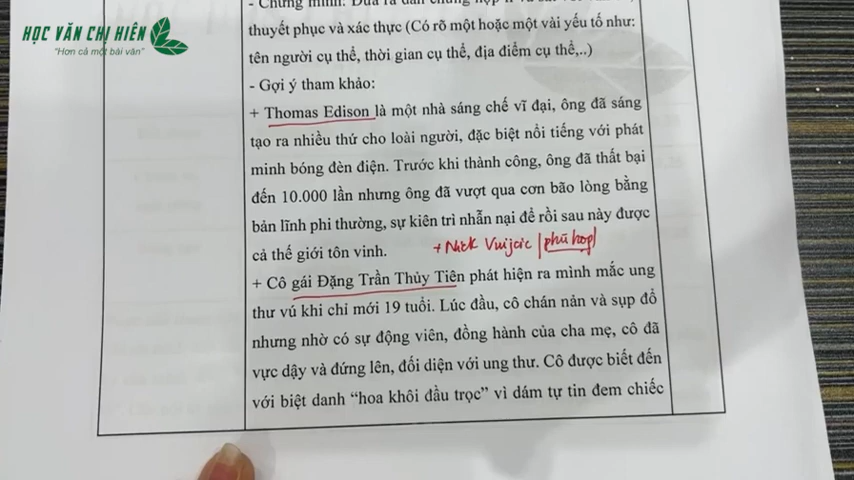 HỌC VĂN CHỊ HIÊN
"Hơn cả một bài văn"
thuyết phục và xác thực (Có rõ một hoặc một vài yếu tố như:
tên người cụ thể, thời gian cụ thể, địa điểm cụ thể,..)
- Gợi ý tham khảo:
+ Thomas Edison là một nhà sáng chế vĩ đại, ông đã sáng
tạo ra nhiều thứ cho loài người, đặc biệt nổi tiếng với phát
minh bóng đèn điện. Trước khi thành công, ông đã thất bại
đến 10.000 lần nhưng ông đã vượt qua cơn bão lòng bằng
bản lĩnh phi thường, sự kiên trì nhẫn nại để rồi sau này được
cả thế giới tôn vinh.
+ Nick Vuijcic | phù hợp |
+ Cô gái Đặng Trần Thủy Tiên phát hiện ra mình mắc ung
thư vú khi chỉ mới 19 tuổi. Lúc đầu, cô chán nản và sụp đổ
nhưng nhờ có sự động viên, đồng hành của cha mẹ, cô đã
vực dậy và đứng lên, đối diện với ung thư. Cô được biết đến
với biệt danh “hoa khôi đầu trọc” vì dám tự tin đem chiếc